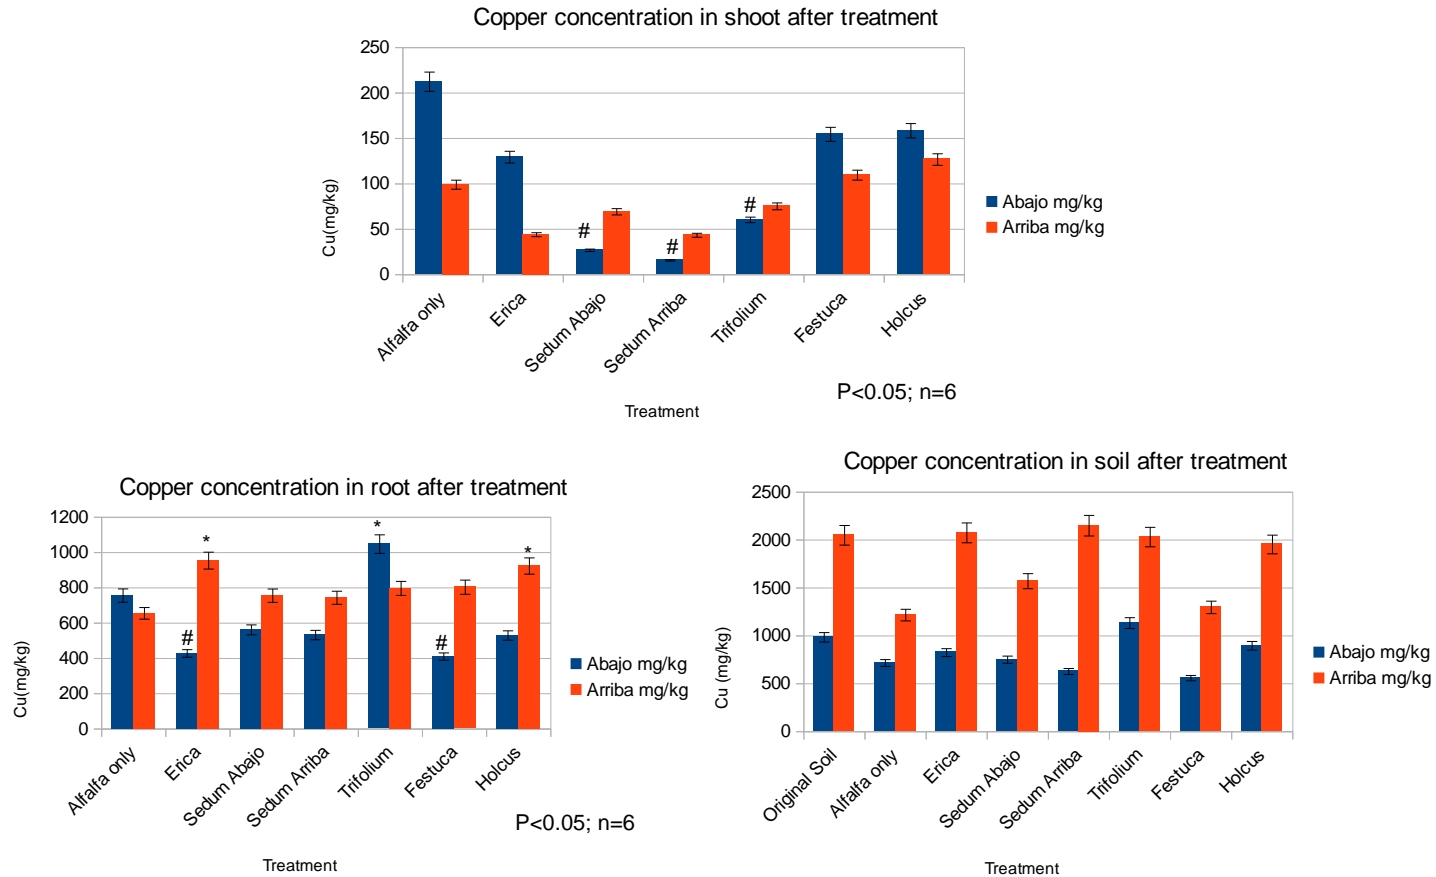 Copper concentration in shoot after treatment
250
200
150
100
50
0
Cu(mg/kg)
#
#
#
Alfalfa only
Erica
Sedum Abajo
Sedum Arriba
Trifolium
Festuca
Holcus
Abajo mg/kg
Arriba mg/kg
P<0.05; n=6
Treatment
Copper concentration in root after treatment
1200
1000
800
600
400
200
0
Cu(mg/kg)
#
*
*
#
*
Alfalfa only
Erica
Sedum Abajo
Sedum Arriba
Trifolium
Festuca
Holcus
Abajo mg/kg
Arriba mg/kg
P<0.05; n=6
Treatment
Copper concentration in soil after treatment
2500
2000
1500
1000
500
0
Cu (mg/kg)
Original Soil
Alfalfa only
Erica
Sedum Abajo
Sedum Arriba
Trifolium
Festuca
Holcus
Abajo mg/kg
Arriba mg/kg
Treatment